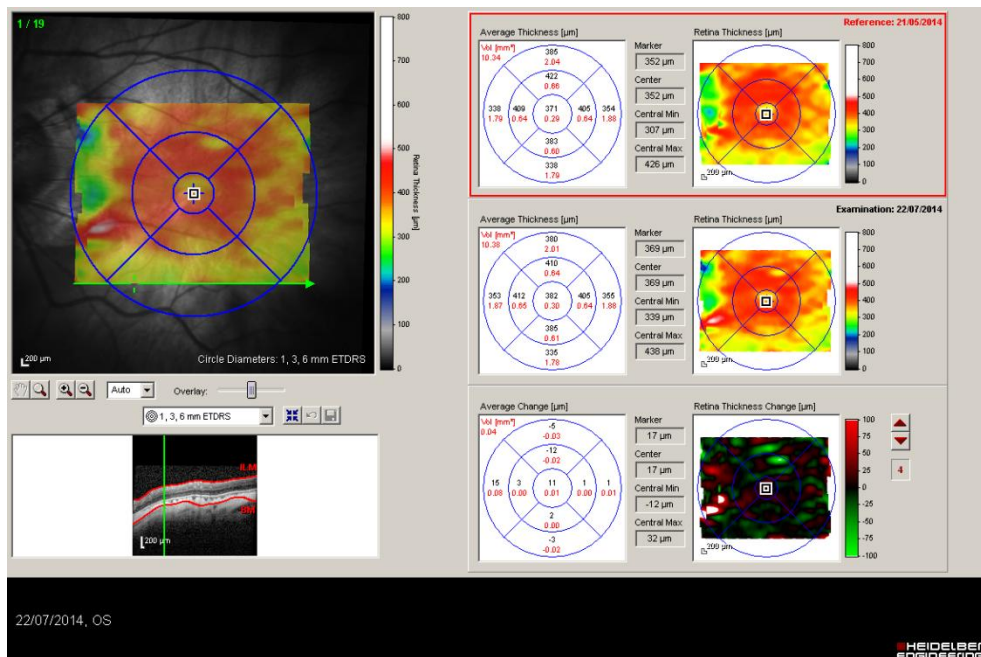 1 / 19
800
700
600
500
400
300
200
100
0
Retina Thickness [µm]
200 µm
Circle Diameters: 1, 3, 6 mm ETDRS
Auto
Overlay:
1, 3, 6 mm ETDRS
ILM
BM
200 µm
Reference: 21/05/2014
Average Thickness [µm]
Vol [mm³]
10.34
385
2.04
422
0.66
338
1.79
409
0.64
371
0.29
405
0.64
354
1.88
383
0.60
338
1.79
Marker
352 µm
Center
352 µm
Central Min
307 µm
Central Max
426 µm
Retina Thickness [µm]
200 µm
800
700
600
500
400
300
200
100
0
Examination: 22/07/2014
Average Thickness [µm]
Vol [mm³]
10.38
380
2.01
410
0.64
353
1.87
412
0.65
382
0.30
405
0.64
355
1.88
385
0.61
335
1.78
Marker
369 µm
Center
369 µm
Central Min
339 µm
Central Max
438 µm
Retina Thickness [µm]
200 µm
800
700
600
500
400
300
200
100
0
Average Change [µm]
Vol [mm³]
0.04
-5
-0.03
-12
-0.02
15
0.08
3
0.00
11
0.01
1
0.00
1
0.01
2
0.00
-3
-0.02
Marker
17 µm
Center
17 µm
Central Min
-12 µm
Central Max
32 µm
Retina Thickness Change [µm]
200 µm
100
75
50
25
0
-25
-50
-75
-100
4
22/07/2014, OS
HEIDELBERG
ENGINEERING